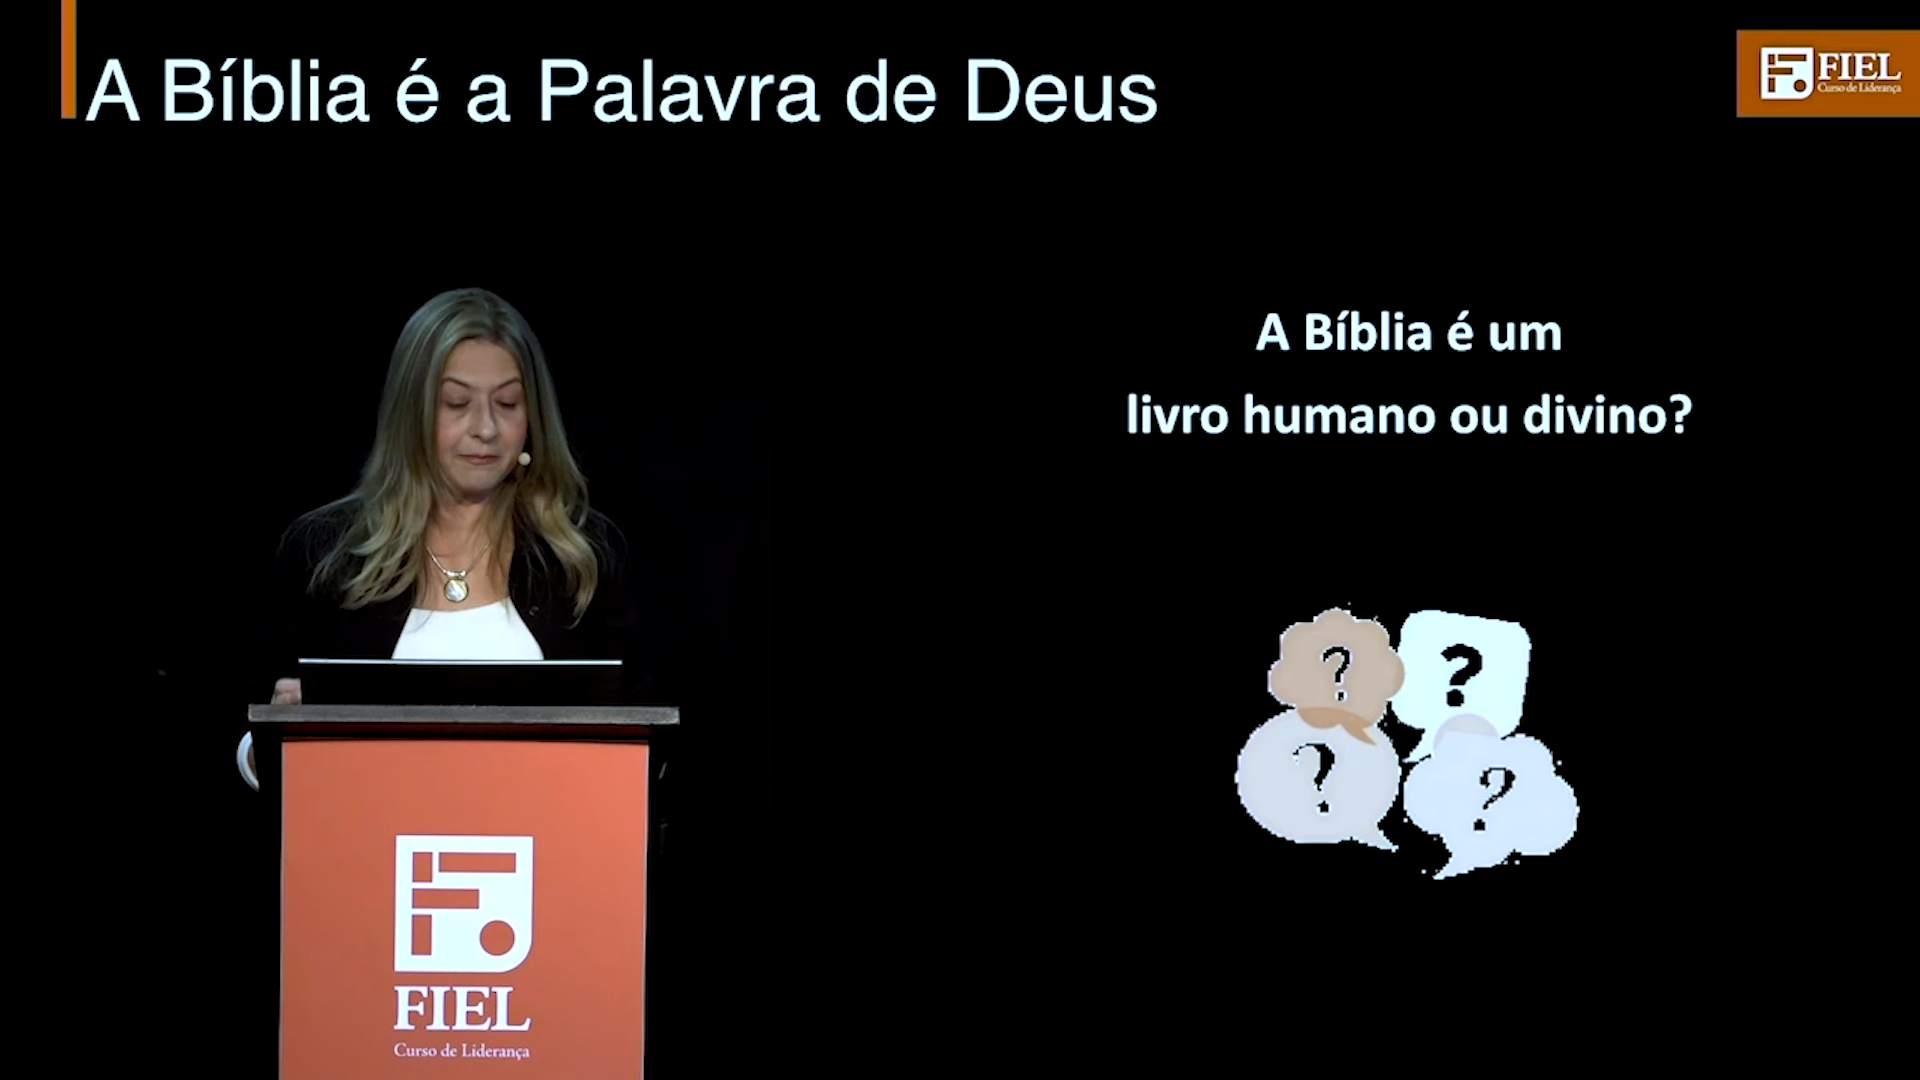 A Bíblia é a Palavra de Deus
FIEL
Curso de Liderança
A Bíblia é um
livro humano ou divino?
?
?
?
?
FIEL
Curso de Liderança